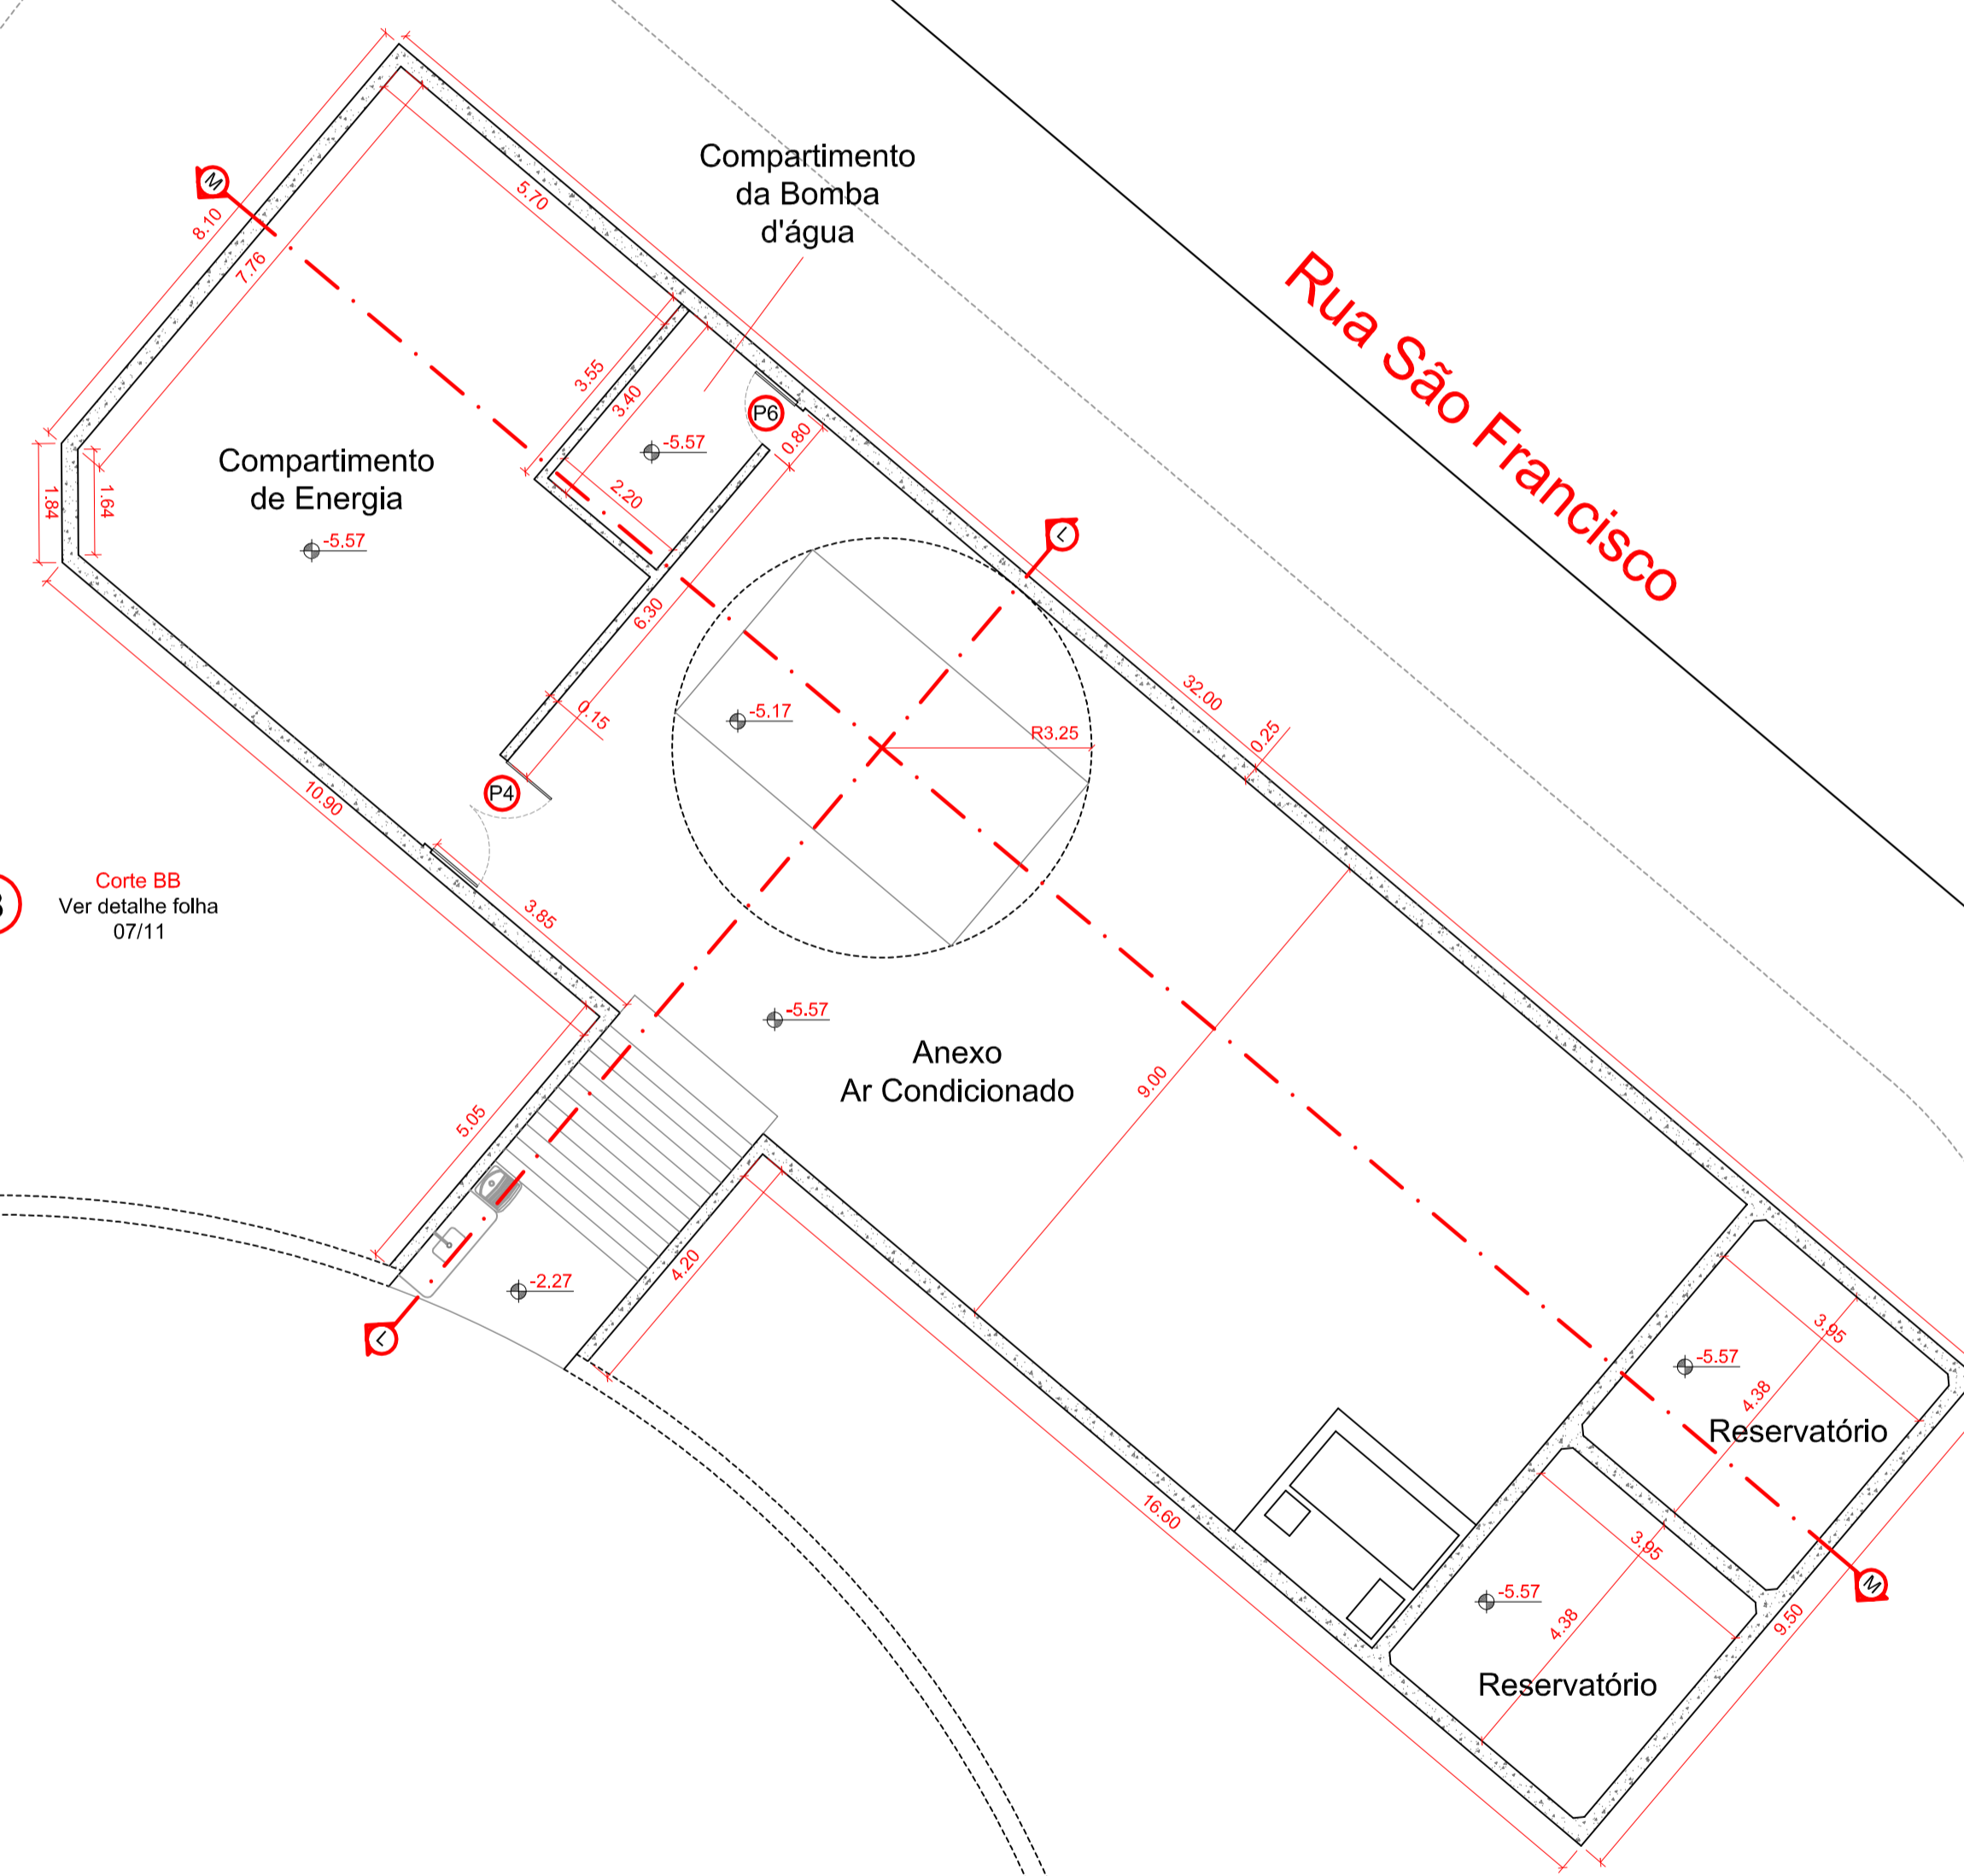 M
8.10
7.76
5.70
Compartimento
da Bomba
d'água
Rua São Francisco
3.55
3.40
P6
0.80
-5.57
2.20
Compartimento
de Energia
-5.57
1.84
1.64
L
6.30
0.15
-5.17
R3,25
32.00
0.25
P4
10.90
Corte BB
Ver detalhe folha
07/11
3.85
-5.57
Anexo
Ar Condicionado
9.00
5.05
4.20
-2.27
L
3.95
-5.57
4.38
Reservatório
16.60
3.95
-5.57
4.38
Reservatório
9.50
M